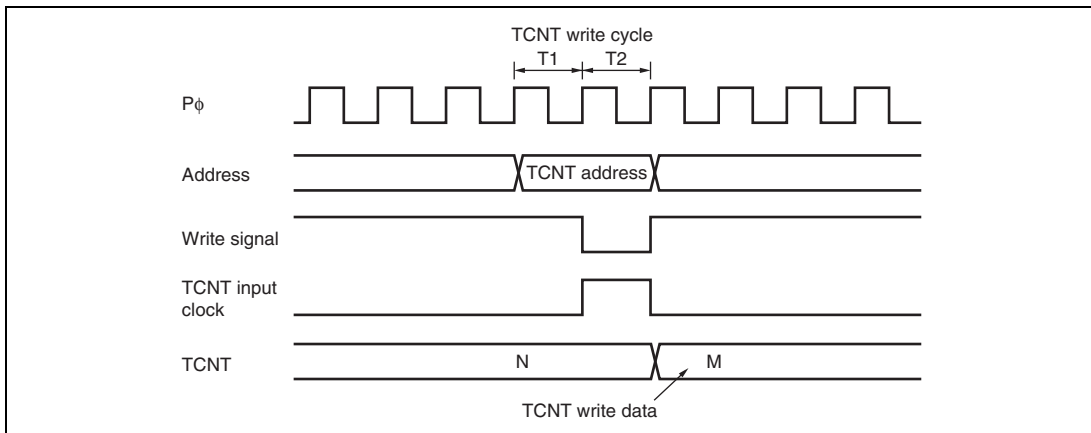 TCNT write cycle
T1 T2
Pϕ
Address
TCNT address
Write signal
TCNT input
clock
TCNT
N
M
TCNT write data